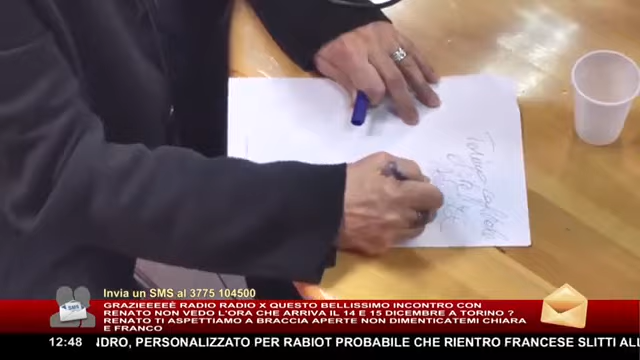 Invia un SMS al 3775 104500
GRAZIEEEEÈ RADIO RADIO X QUESTO BELLISSIMO INCONTRO CON
RENATO NON VEDO L'ORA CHE ARRIVA IL 14 E 15 DICEMBRE A TORINO ?
RENATO TI ASPETTIAMO A BRACCIA APERTE NON DIMENTICATEMI CHIARA
E FRANCO
12:48 NDRO, PERSONALIZZATO PER RABIOT PROBABILE CHE RIENTRO FRANCESE SLITTI ALL